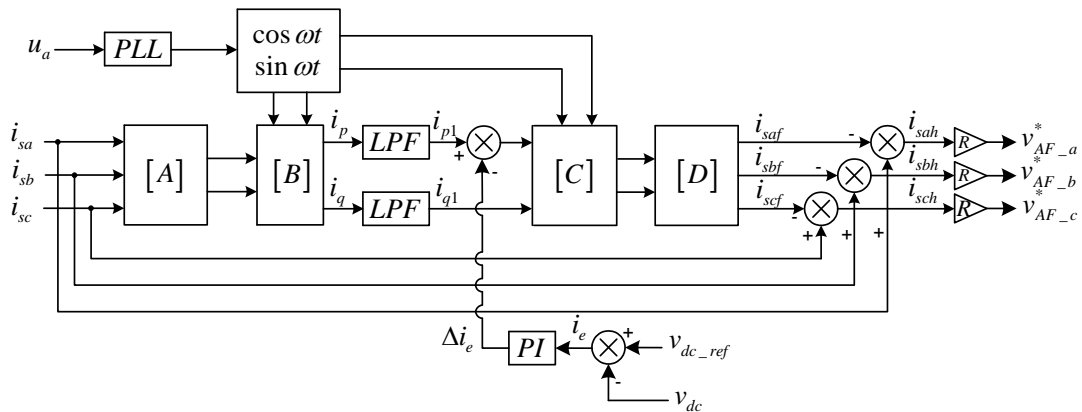 u_a
PLL
cos ωt
sin ωt
i_sa
i_sb
i_sc
[A]
[B]
i_p
i_q
LPF
LPF
i_p1
i_q1
+
-
[C]
[D]
i_saf
i_sbf
i_scf
-
-
-
+
+
+
i_sah
i_sbh
i_sch
R
R
R
v*_AF_a
v*_AF_b
v*_AF_c
Δi_e
PI
i_e
+
-
v_dc_ref
v_dc